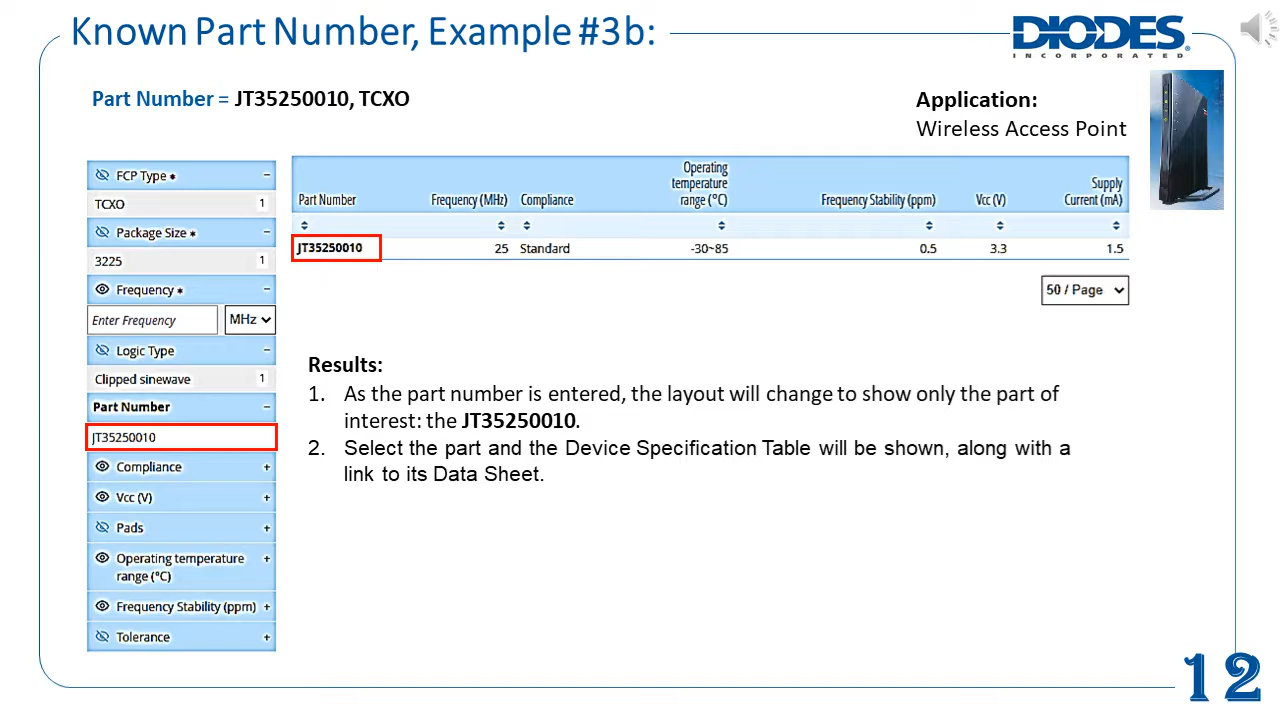 Known Part Number, Example #3b:
DIODES
INCORPORATED
Part Number = JT35250010, TCXO
Application:
Wireless Access Point
FCP Type *
−
TCXO
1
Package Size *
−
3225
1
Frequency *
−
Enter Frequency
MHz
Logic Type
−
Clipped sinewave
1
Part Number
−
JT35250010
Compliance
+
Vcc (V)
+
Pads
+
Operating temperature
range (°C)
+
Frequency Stability (ppm)
+
Tolerance
+
Part Number
Frequency (MHz)
Compliance
Operating
temperature
range (°C)
Frequency Stability (ppm)
Vcc (V)
Supply
Current (mA)
JT35250010
25
Standard
-30~85
0.5
3.3
1.5
50 / Page
Results:
1. As the part number is entered, the layout will change to show only the part of
interest: the JT35250010.
2. Select the part and the Device Specification Table will be shown, along with a
link to its Data Sheet.
12